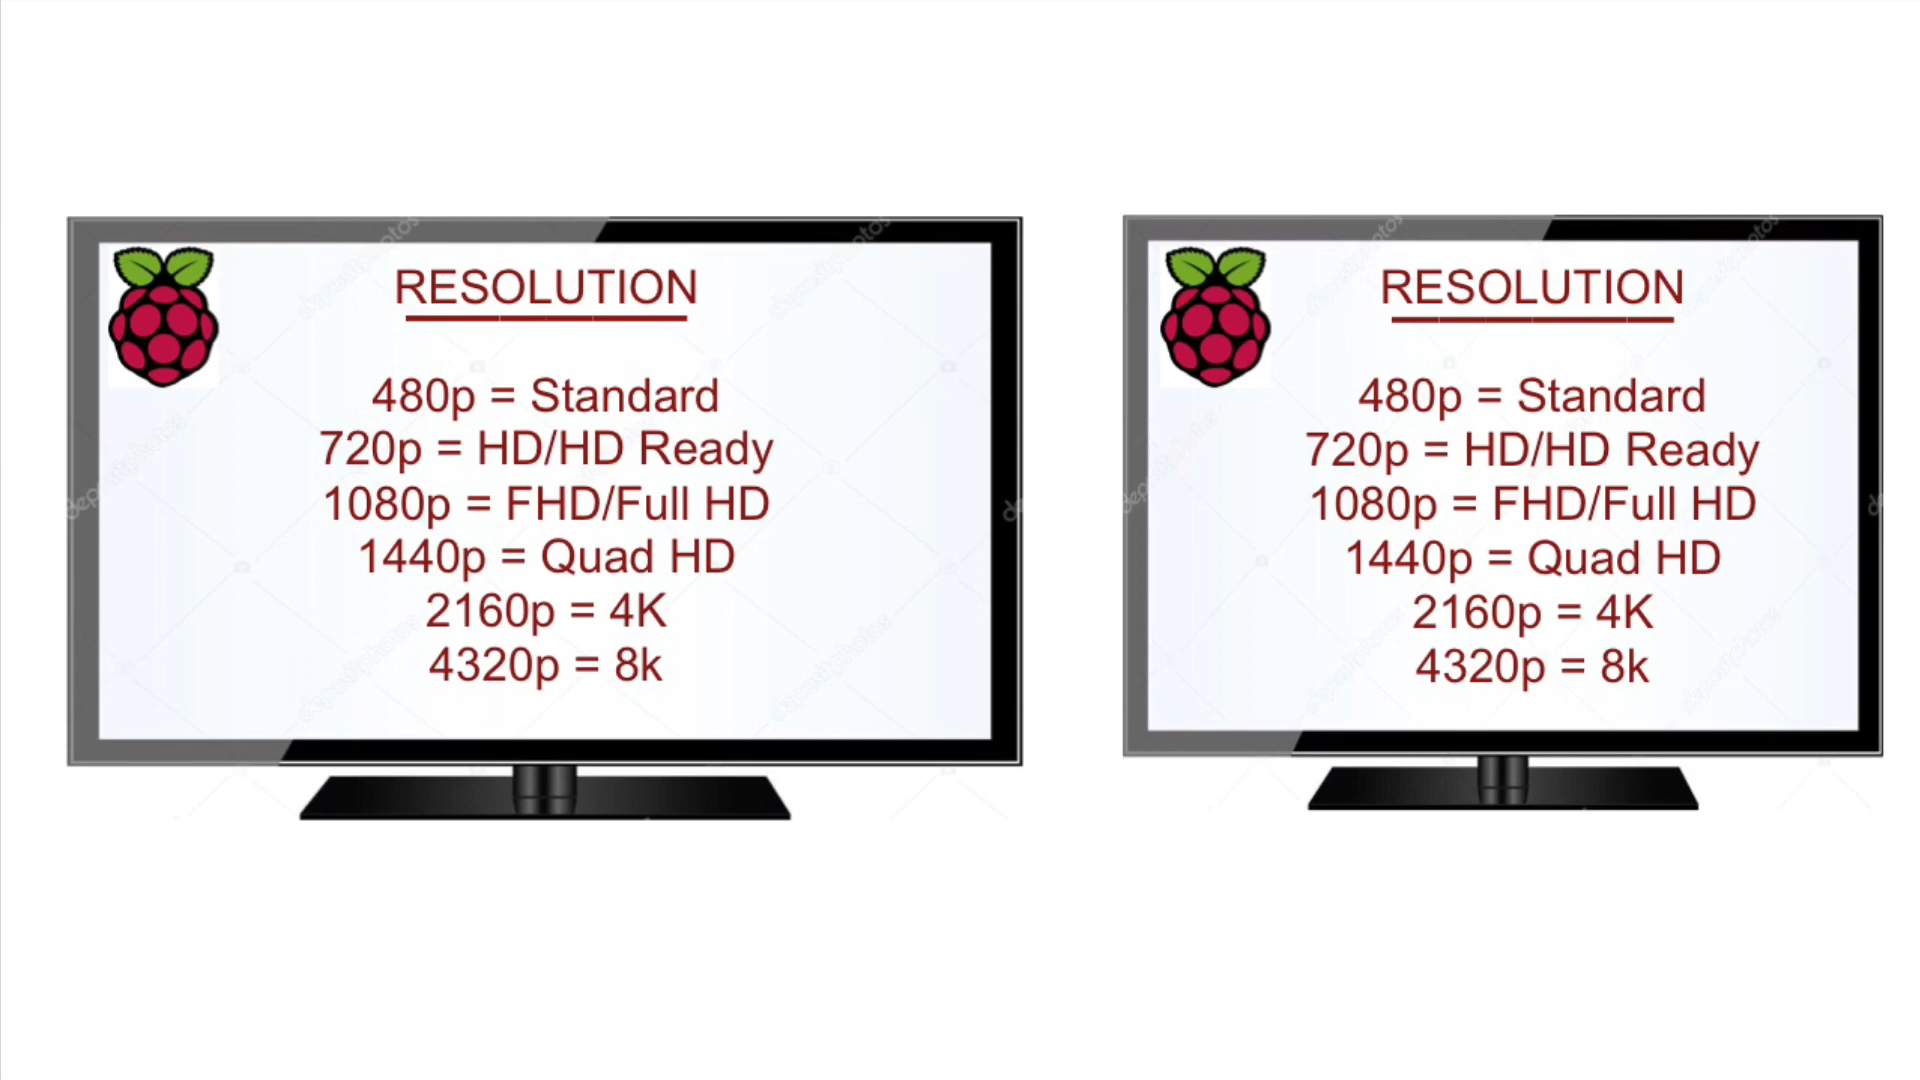 RESOLUTION
480p = Standard
720p = HD/HD Ready
1080p = FHD/Full HD
1440p = Quad HD
2160p = 4K
4320p = 8k
RESOLUTION
480p = Standard
720p = HD/HD Ready
1080p = FHD/Full HD
1440p = Quad HD
2160p = 4K
4320p = 8k
depositphotos